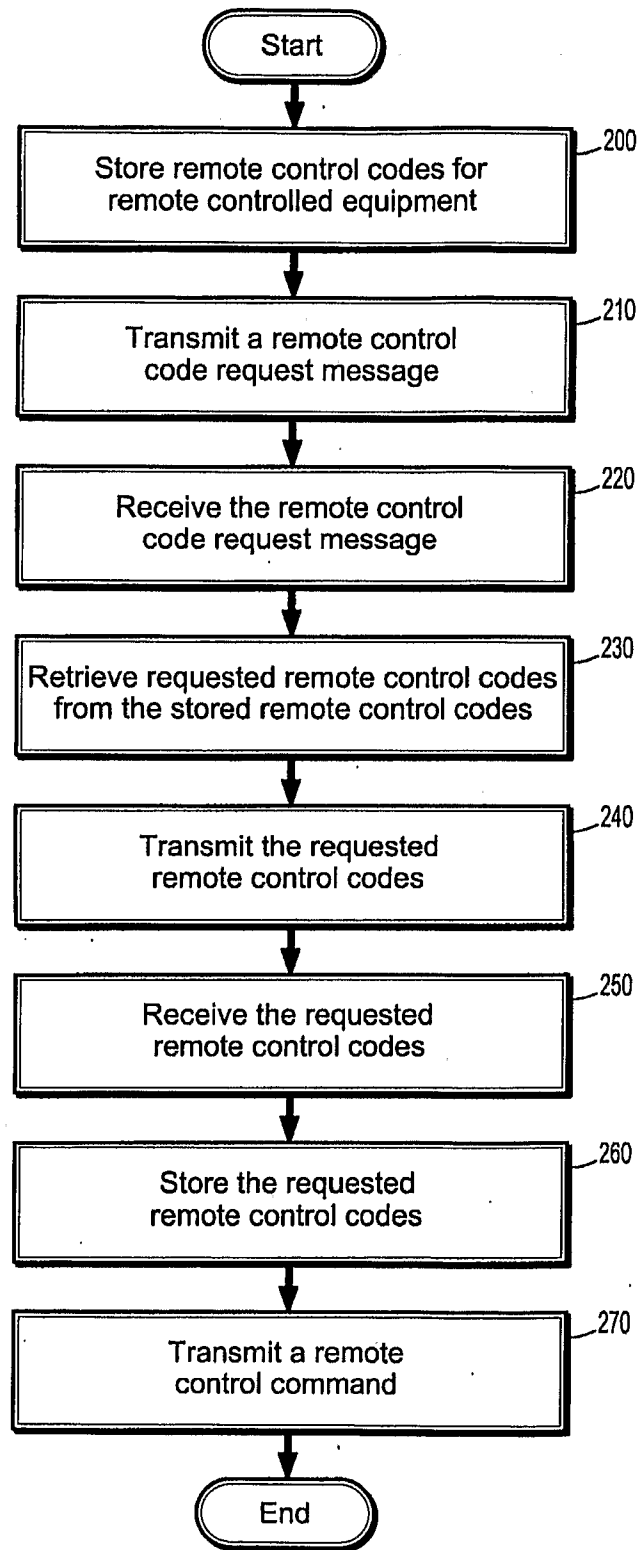 Start
200
Store remote control codes for
remote controlled equipment
210
Transmit a remote control
code request message
220
Receive the remote control
code request message
230
Retrieve requested remote control codes
from the stored remote control codes
240
Transmit the requested
remote control codes
250
Receive the requested
remote control codes
260
Store the requested
remote control codes
270
Transmit a remote
control command
End